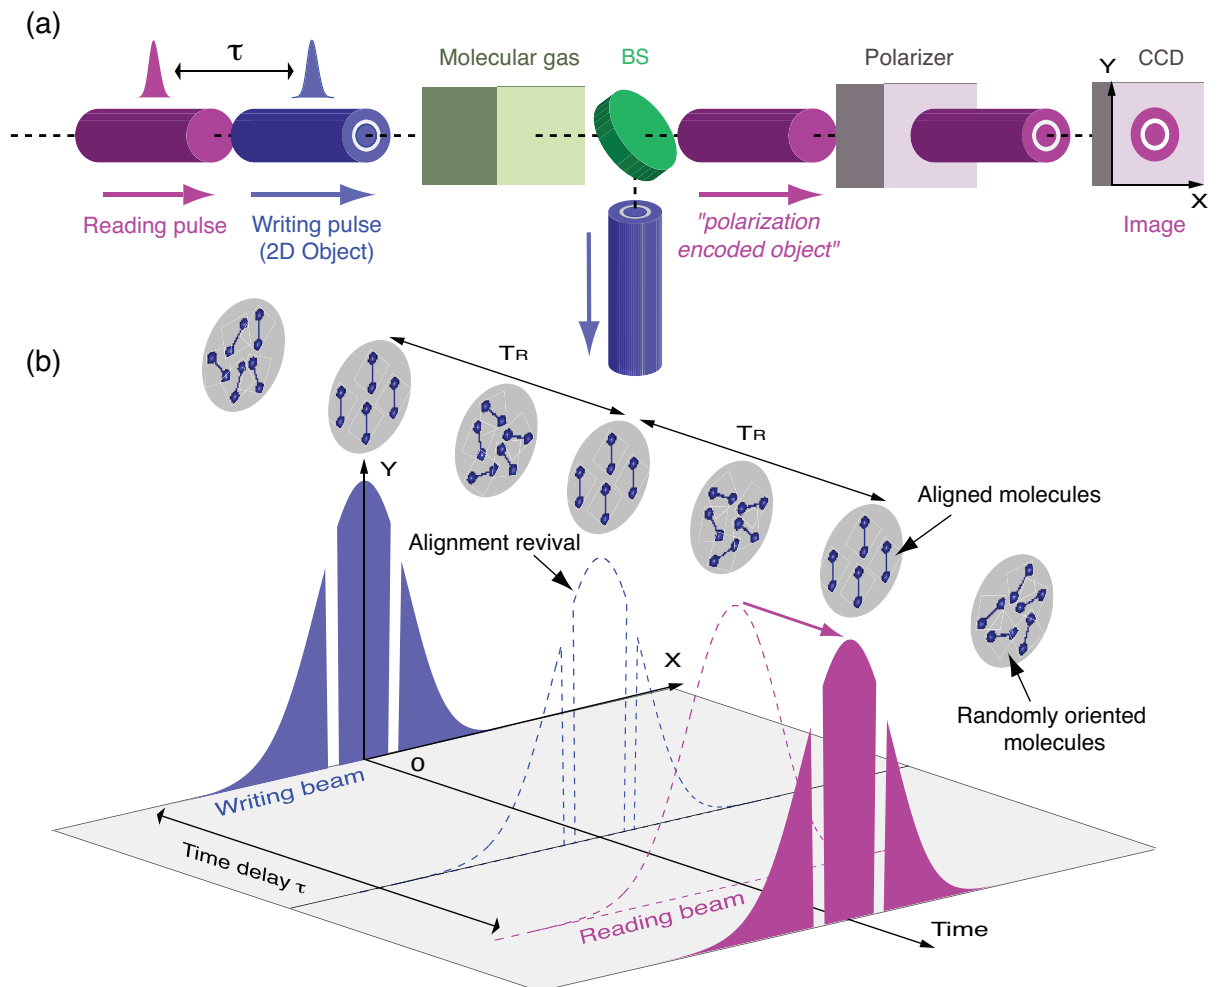 (a)
τ
Molecular gas
BS
Polarizer
Y
CCD
X
Reading pulse
Writing pulse
(2D Object)
"polarization
encoded object"
Image
(b)
TR
TR
Y
Aligned molecules
Alignment revival
X
Randomly oriented
molecules
0
Writing beam
Time delay τ
Reading beam
Time